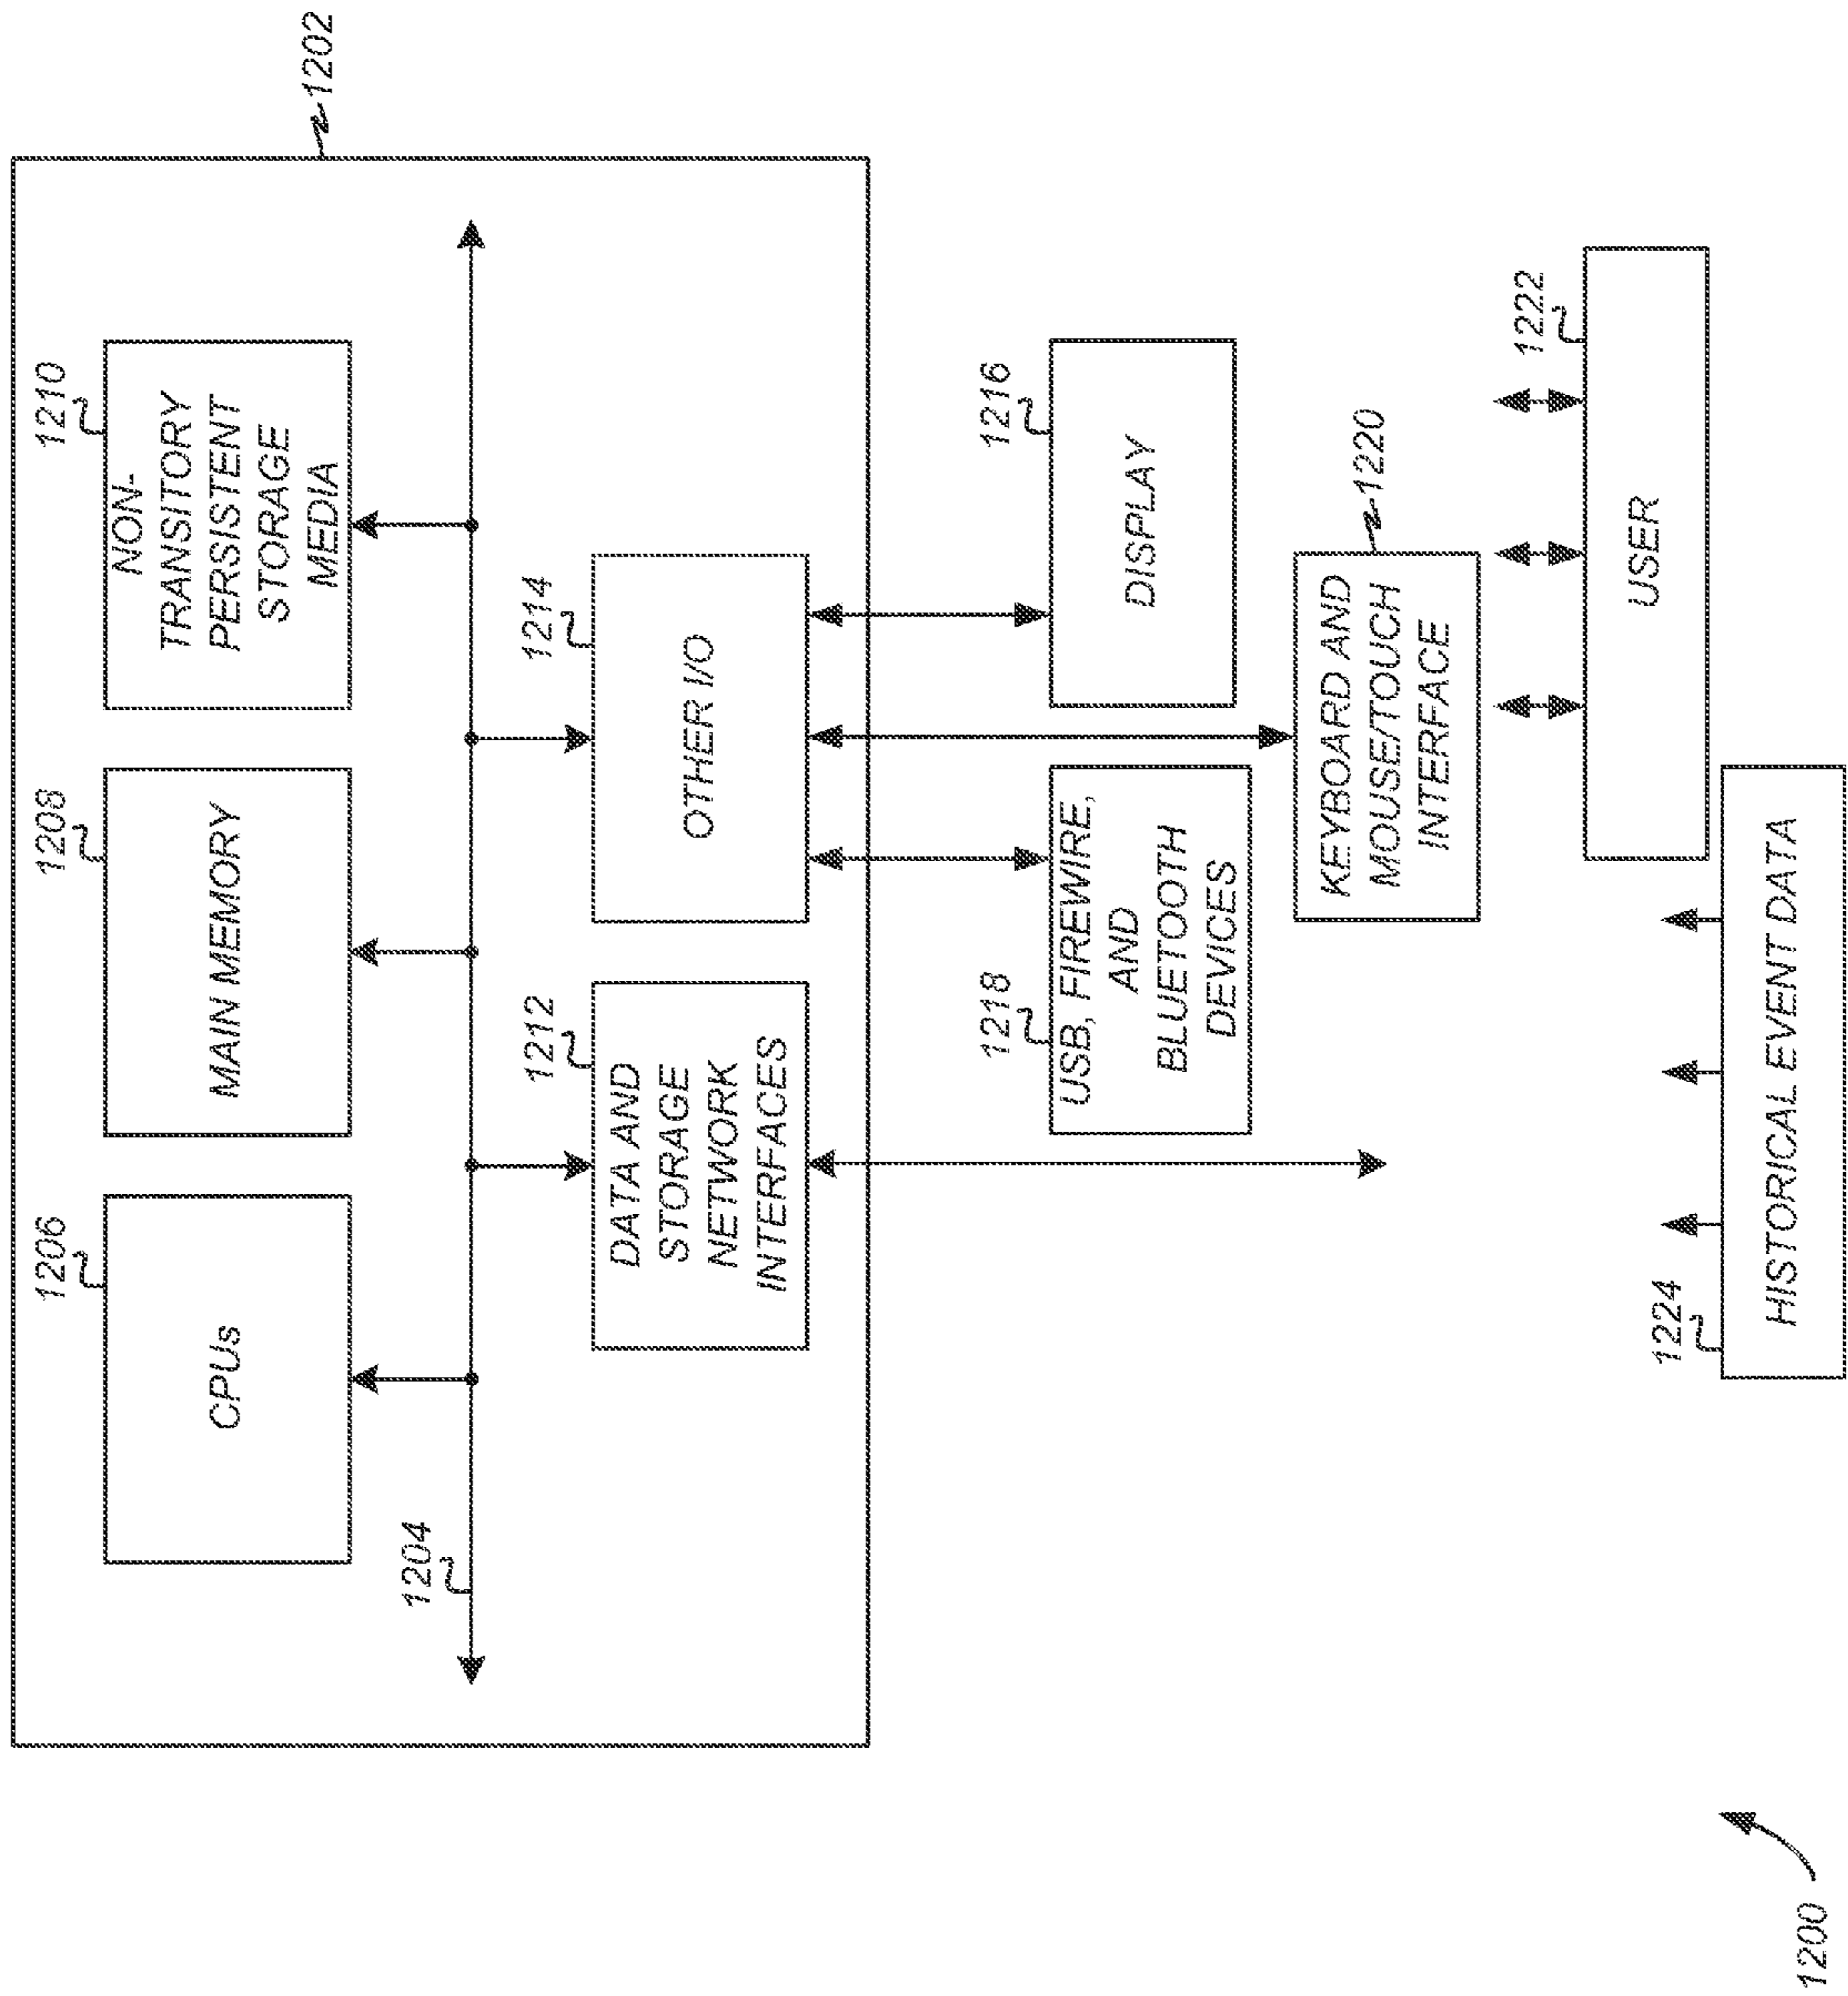 1202
1206
CPUs
1208
MAIN MEMORY
1210
NON-
TRANSITORY
PERSISTENT
STORAGE
MEDIA
1204
1212
DATA AND
STORAGE
NETWORK
INTERFACES
1214
OTHER I/O
1218
USB, FIREWIRE,
AND
BLUETOOTH
DEVICES
1216
DISPLAY
1220
KEYBOARD AND
MOUSE/TOUCH
INTERFACE
1222
USER
1224
HISTORICAL EVENT DATA
1200